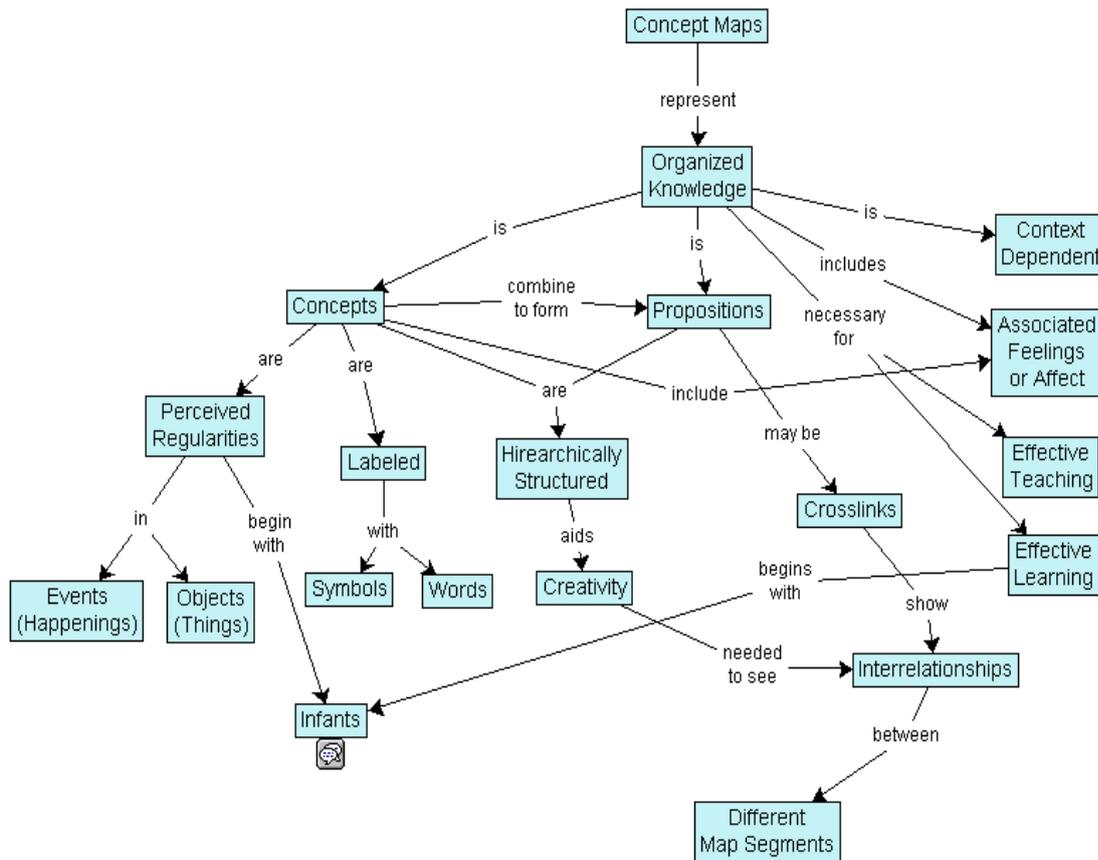 Concept Maps
represent
Organized
Knowledge
is
is
is
Context
Dependent
includes
combine
to form
Concepts
Propositions
necessary
for
Associated
Feelings
or Affect
are
are
are
include
Perceived
Regularities
Labeled
Hirearchically
Structured
may be
Effective
Teaching
Crosslinks
in
begin
with
with
aids
Effective
Learning
begins
with
Events
(Happenings)
Objects
(Things)
Symbols
Words
Creativity
show
needed
to see
Interrelationships
Infants
between
Different
Map Segments